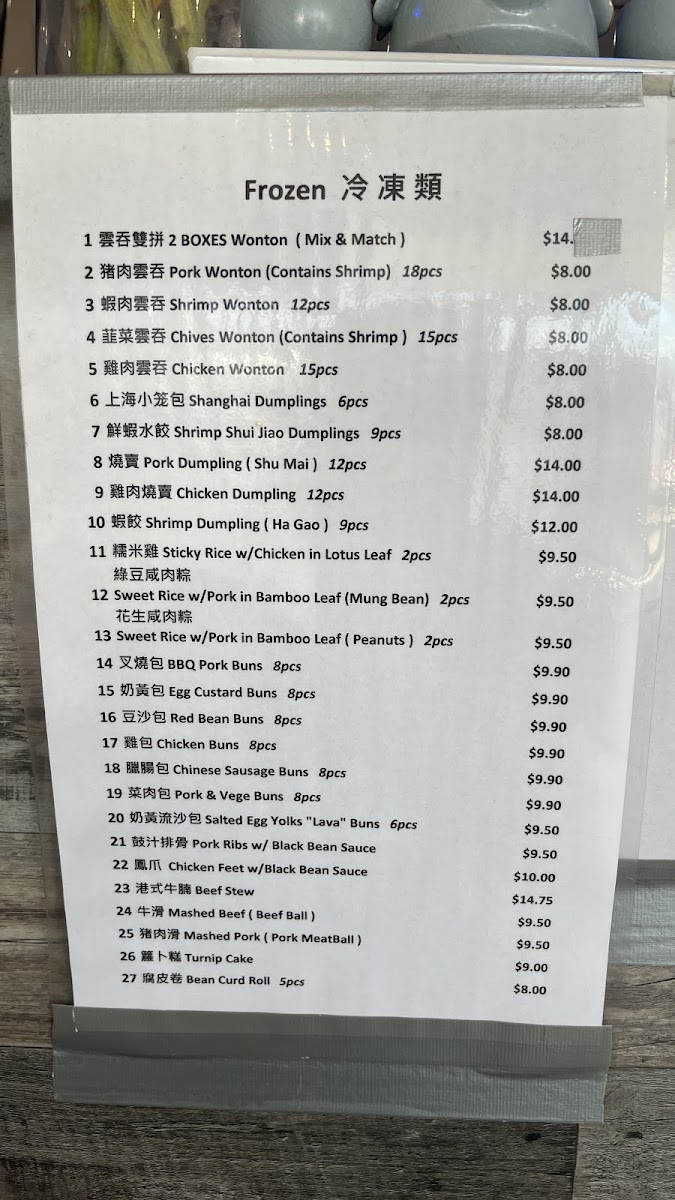 Frozen 冷凍類
1 雲吞雙拼 2 BOXES Wonton ( Mix & Match ) $14.
2 猪肉雲吞 Pork Wonton (Contains Shrimp) 18pcs $8.00
3 蝦肉雲吞 Shrimp Wonton 12pcs $8.00
4 韮菜雲吞 Chives Wonton (Contains Shrimp ) 15pcs $8.00
5 雞肉雲吞 Chicken Wonton 15pcs $8.00
6 上海小笼包 Shanghai Dumplings 6pcs $8.00
7 鮮蝦水餃 Shrimp Shui Jiao Dumplings 9pcs $8.00
8 燒賣 Pork Dumpling ( Shu Mai ) 12pcs $14.00
9 雞肉燒賣 Chicken Dumpling 12pcs $14.00
10 蝦餃 Shrimp Dumpling ( Ha Gao ) 9pcs $12.00
11 糯米雞 Sticky Rice w/Chicken in Lotus Leaf 2pcs $9.50
綠豆咸肉粽
12 Sweet Rice w/Pork in Bamboo Leaf (Mung Bean) 2pcs $9.50
花生咸肉粽
13 Sweet Rice w/Pork in Bamboo Leaf ( Peanuts ) 2pcs $9.50
14 叉燒包 BBQ Pork Buns 8pcs $9.90
15 奶黃包 Egg Custard Buns 8pcs $9.90
16 豆沙包 Red Bean Buns 8pcs $9.90
17 雞包 Chicken Buns 8pcs $9.90
18 臘腸包 Chinese Sausage Buns 8pcs $9.90
19 菜肉包 Pork & Vege Buns 8pcs $9.90
20 奶黃流沙包 Salted Egg Yolks "Lava" Buns 6pcs $9.50
21 豉汁排骨 Pork Ribs w/ Black Bean Sauce $9.50
22 鳳爪 Chicken Feet w/Black Bean Sauce $10.00
23 港式牛腩 Beef Stew $14.75
24 牛滑 Mashed Beef ( Beef Ball ) $9.50
25 猪肉滑 Mashed Pork ( Pork MeatBall ) $9.50
26 蘿卜糕 Turnip Cake $9.00
27 腐皮卷 Bean Curd Roll 5pcs $8.00